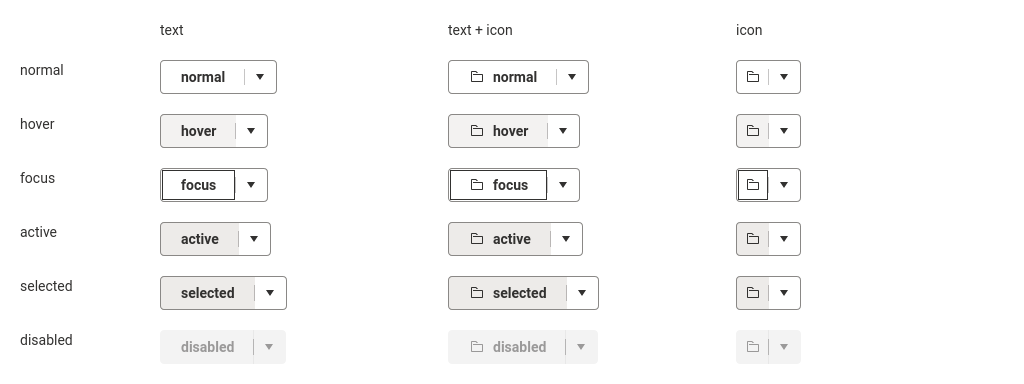 text text + icon icon
normal normal normal
hover hover hover
focus focus focus
active active active
selected selected selected
disabled disabled disabled